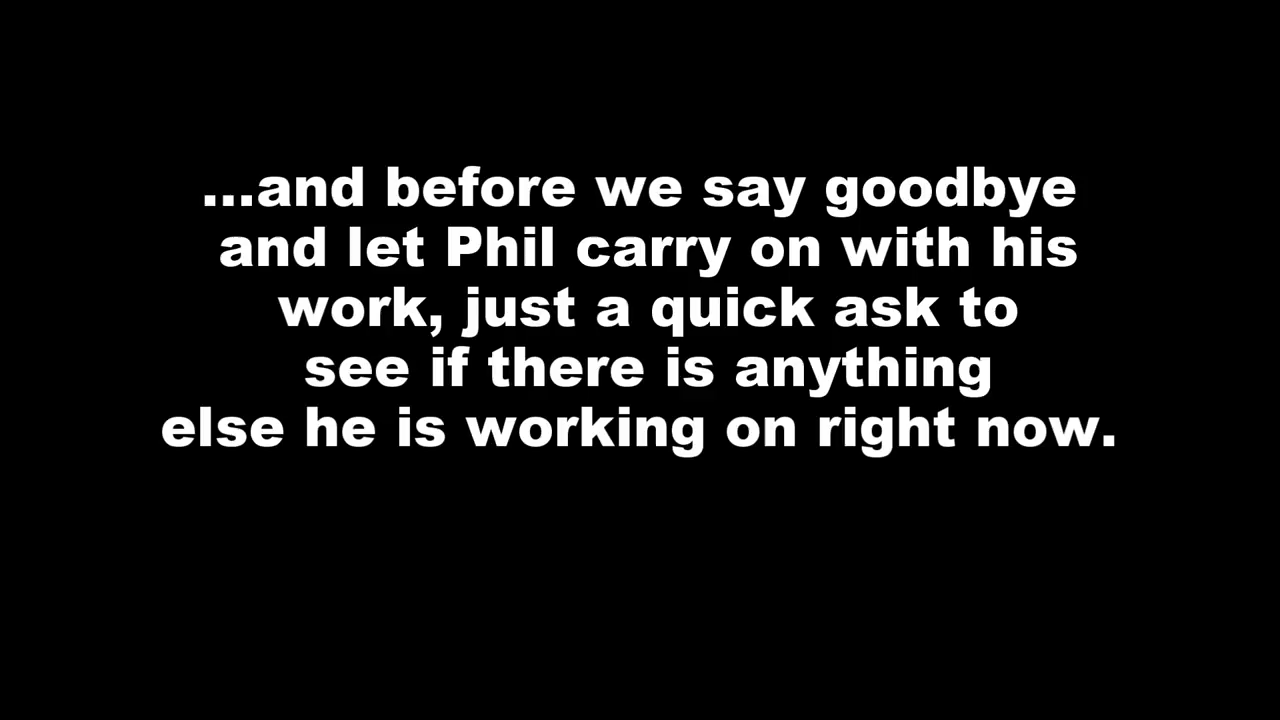 ...and before we say goodbye
and let Phil carry on with his
work, just a quick ask to
see if there is anything
else he is working on right now.